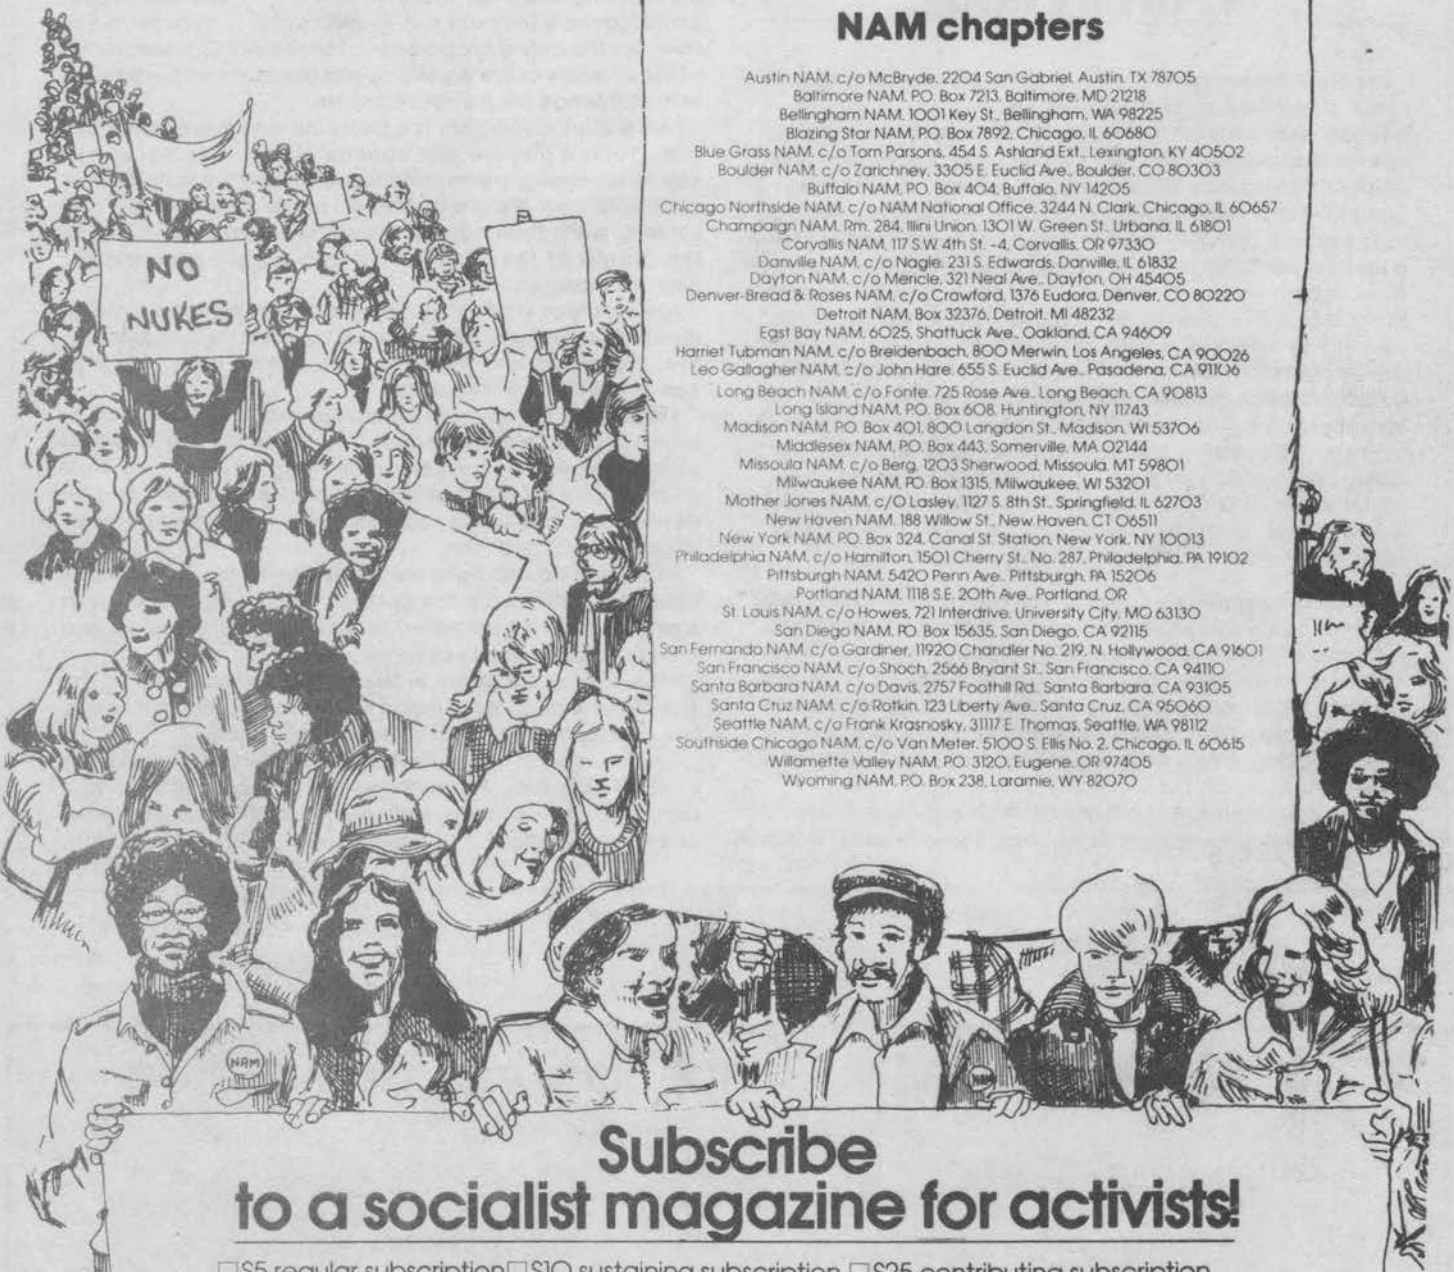 NAM chapters
Austin NAM, c/o McBryde, 2204 San Gabriel, Austin, TX 78705
Baltimore NAM, PO. Box 7213, Baltimore, MD 21218
Bellingham NAM, 1001 Key St., Bellingham, WA 98225
Blazing Star NAM, PO. Box 7892, Chicago, IL 60680
Blue Grass NAM, c/o Tom Parsons, 454 S. Ashland Ext., Lexington, KY 40502
Boulder NAM, c/o Zarichney, 3305 E. Euclid Ave., Boulder, CO 80303
Buffalo NAM, PO. Box 404, Buffalo, NY 14205
Chicago Northside NAM, c/o NAM National Office, 3244 N. Clark, Chicago, IL 60657
Champaign NAM, Rm. 284, Illini Union, 1301 W. Green St., Urbana, IL 61801
Corvallis NAM, 117 S.W. 4th St. -4, Corvallis, OR 97330
Danville NAM, c/o Nagle, 231 S. Edwards, Danville, IL 61832
Dayton NAM, c/o Mericle, 321 Neal Ave., Dayton, OH 45405
Denver-Bread & Roses NAM, c/o Crawford, 1376 Eudora, Denver, CO 80220
Detroit NAM, Box 32376, Detroit, MI 48232
East Bay NAM, 6025, Shattuck Ave., Oakland, CA 94609
Harriet Tubman NAM, c/o Breidenbach, 800 Merwin, Los Angeles, CA 90026
Leo Gallagher NAM, c/o John Hare, 655 S. Euclid Ave., Pasadena, CA 91106
Long Beach NAM, c/o Fonte, 725 Rose Ave., Long Beach, CA 90813
Long Island NAM, P.O. Box 608, Huntington, NY 11743
Madison NAM, P.O. Box 401, 800 Langdon St., Madison, WI 53706
Middlesex NAM, PO. Box 443, Somerville, MA 02144
Missoula NAM, c/o Berg, 1203 Sherwood, Missoula, MT 59801
Milwaukee NAM, PO. Box 1315, Milwaukee, WI 53201
Mother Jones NAM, c/O Lasley, 1127 S. 8th St., Springfield, IL 62703
New Haven NAM, 188 Willow St., New Haven, CT 06511
New York NAM, P.O. Box 324, Canal St. Station, New York, NY 10013
Philadelphia NAM, c/o Hamilton, 1501 Cherry St., No. 287, Philadelphia, PA 19102
Pittsburgh NAM, 5420 Penn Ave., Pittsburgh, PA 15206
Portland NAM, 1118 S.E. 20th Ave., Portland, OR
St. Louis NAM, c/o Howes, 721 Interdrive, University City, MO 63130
San Diego NAM, PO. Box 15635, San Diego, CA 92115
San Fernando NAM, c/o Gardiner, 11920 Chandler No. 219, N. Hollywood, CA 91601
San Francisco NAM, c/o Shoch, 2566 Bryant St., San Francisco, CA 94110
Santa Barbara NAM, c/o Davis, 2757 Foothill Rd., Santa Barbara, CA 93105
Santa Cruz NAM, c/o Rotkin, 123 Liberty Ave., Santa Cruz, CA 95060
Seattle NAM, c/o Frank Krasnosky, 31117 E. Thomas, Seattle, WA 98112
Southside Chicago NAM, c/o Van Meter, 5100 S. Ellis No. 2, Chicago, IL 60615
Willamette Valley NAM, P.O. 3120, Eugene, OR 97405
Wyoming NAM, P.O. Box 238, Laramie, WY 82070
NO
NUKES
NAM
NAM
Subscribe
to a socialist magazine for activists!
□$5 regular subscription □$10 sustaining subscription □$25 contributing subscription